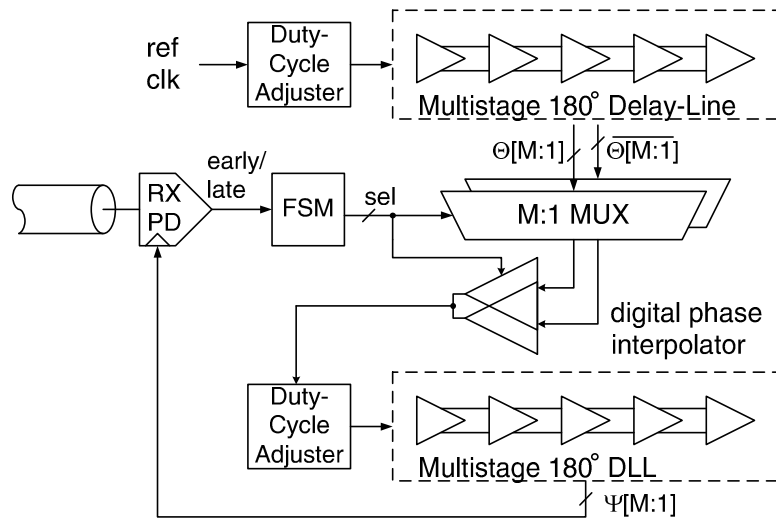 ref
clk
Duty-
Cycle
Adjuster
Multistage 180° Delay-Line
Θ[M:1]
Θ[M:1]
RX
PD
early/
late
FSM
sel
M:1 MUX
digital phase
interpolator
Duty-
Cycle
Adjuster
Multistage 180° DLL
Ψ[M:1]